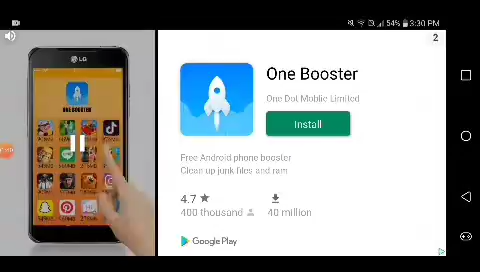 54% 3:30 PM
2
LG
ONE BOOSTER
One Booster
One Dot Moblie Limited
Install
Free Android phone booster
Clean up junk files and ram
4.7
400 thousand
40 million
Google Play